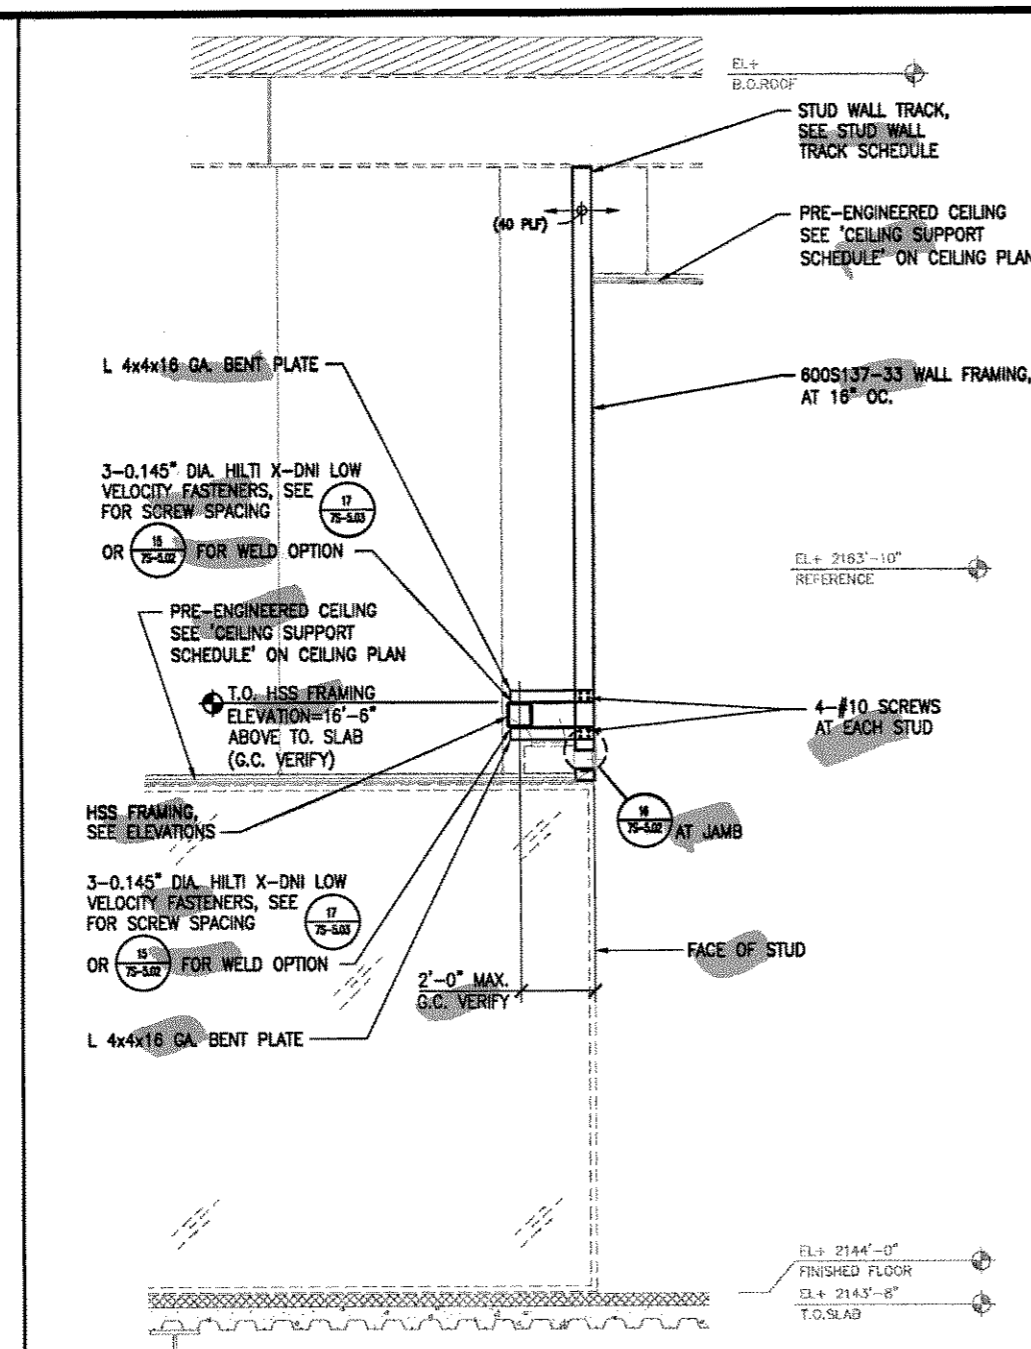 EL+
B.O.ROOF
STUD WALL TRACK,
SEE STUD WALL
TRACK SCHEDULE
(40 PLF)
PRE-ENGINEERED CEILING
SEE 'CEILING SUPPORT
SCHEDULE' ON CEILING PLAN
L 4x4x16 GA. BENT PLATE
600S137-33 WALL FRAMING,
AT 16" OC.
3-0.145" DIA. HILTI X-DNI LOW
VELOCITY FASTENERS, SEE
FOR SCREW SPACING
17
7S-5.03
OR
15
7S-5.02
FOR WELD OPTION
EL+ 2163'-10"
REFERENCE
PRE-ENGINEERED CEILING
SEE 'CEILING SUPPORT
SCHEDULE' ON CEILING PLAN
T.O. HSS FRAMING
ELEVATION=16'-6"
ABOVE TO. SLAB
(G.C. VERIFY)
4-#10 SCREWS
AT EACH STUD
HSS FRAMING,
SEE ELEVATIONS
16
7S-5.02
AT JAMB
3-0.145" DIA. HILTI X-DNI LOW
VELOCITY FASTENERS, SEE
FOR SCREW SPACING
17
7S-5.03
OR
15
7S-5.02
FOR WELD OPTION
FACE OF STUD
2'-0" MAX.
G.C. VERIFY
L 4x4x16 GA. BENT PLATE
EL+ 2144'-0"
FINISHED FLOOR
EL+ 2143'-8"
T.O.SLAB